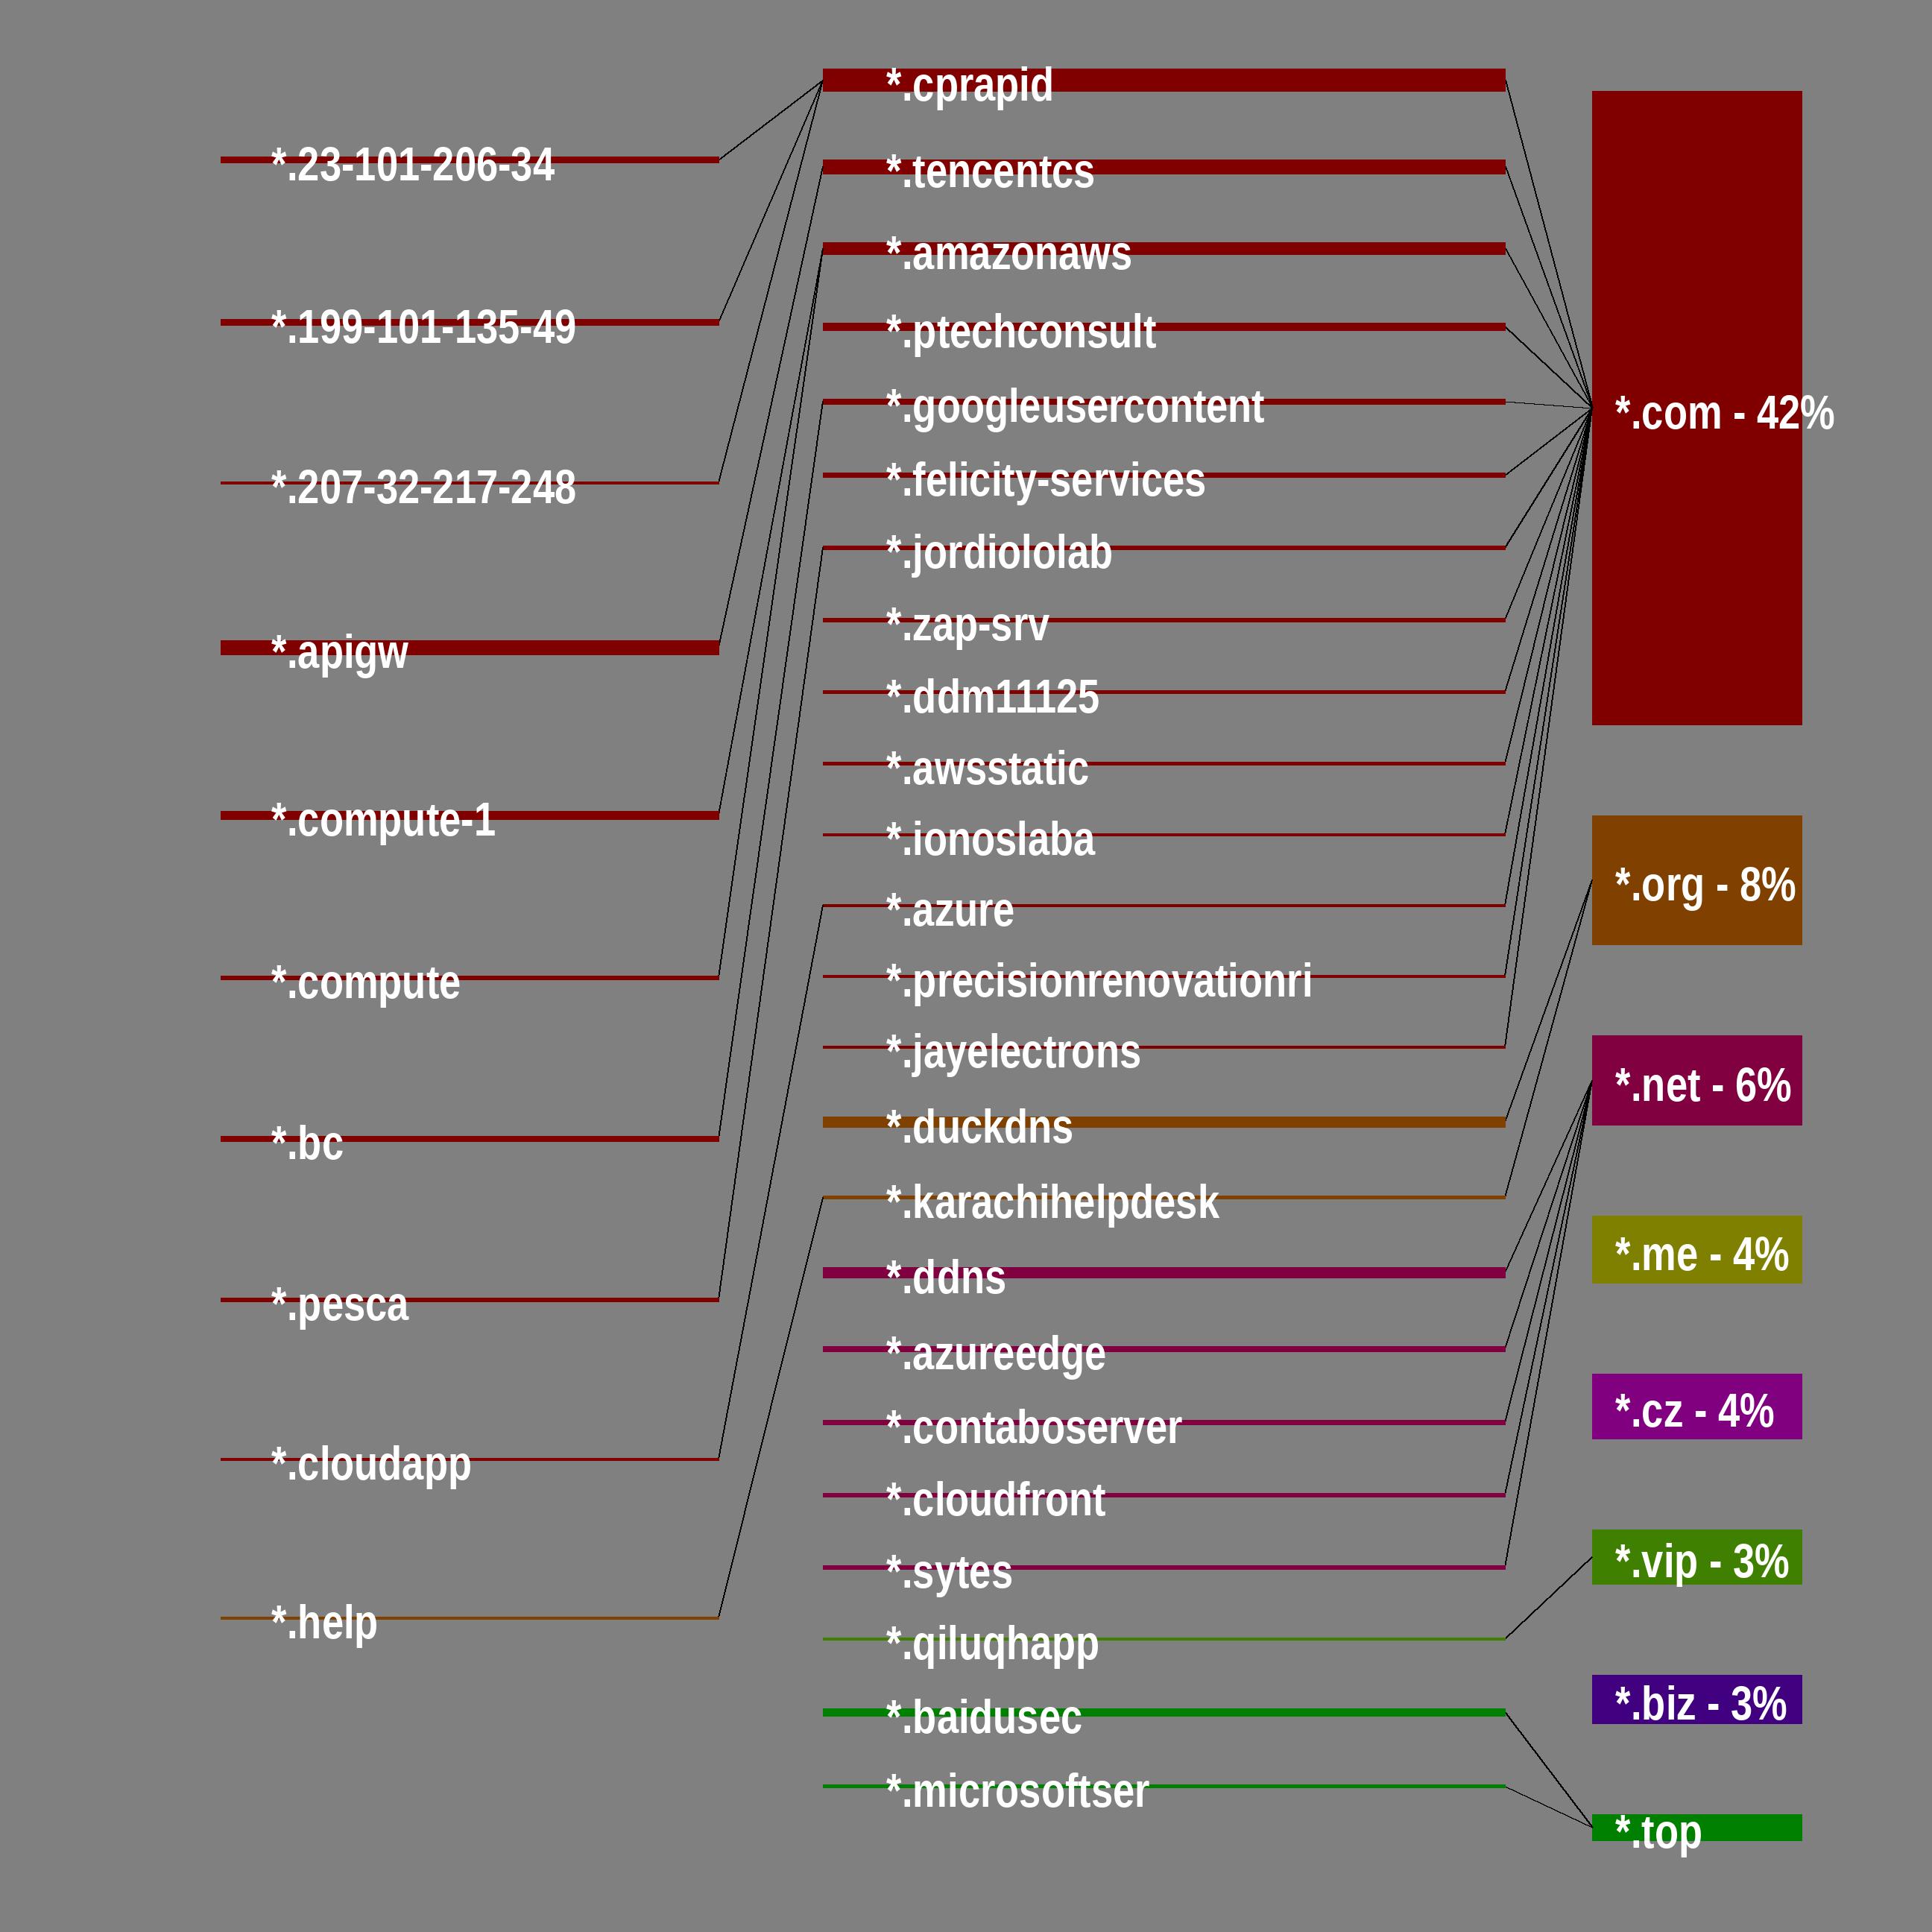 *.23-101-206-34
*.199-101-135-49
*.207-32-217-248
*.apigw
*.compute-1
*.compute
*.bc
*.pesca
*.cloudapp
*.help
*.cprapid
*.tencentcs
*.amazonaws
*.ptechconsult
*.googleusercontent
*.felicity-services
*.jordiololab
*.zap-srv
*.ddm11125
*.awsstatic
*.ionoslaba
*.azure
*.precisionrenovationri
*.jayelectrons
*.duckdns
*.karachihelpdesk
*.ddns
*.azureedge
*.contaboserver
*.cloudfront
*.sytes
*.qiluqhapp
*.baidusec
*.microsoftser
*.com - 42%
*.org - 8%
*.net - 6%
*.me - 4%
*.cz - 4%
*.vip - 3%
*.biz - 3%
*.top